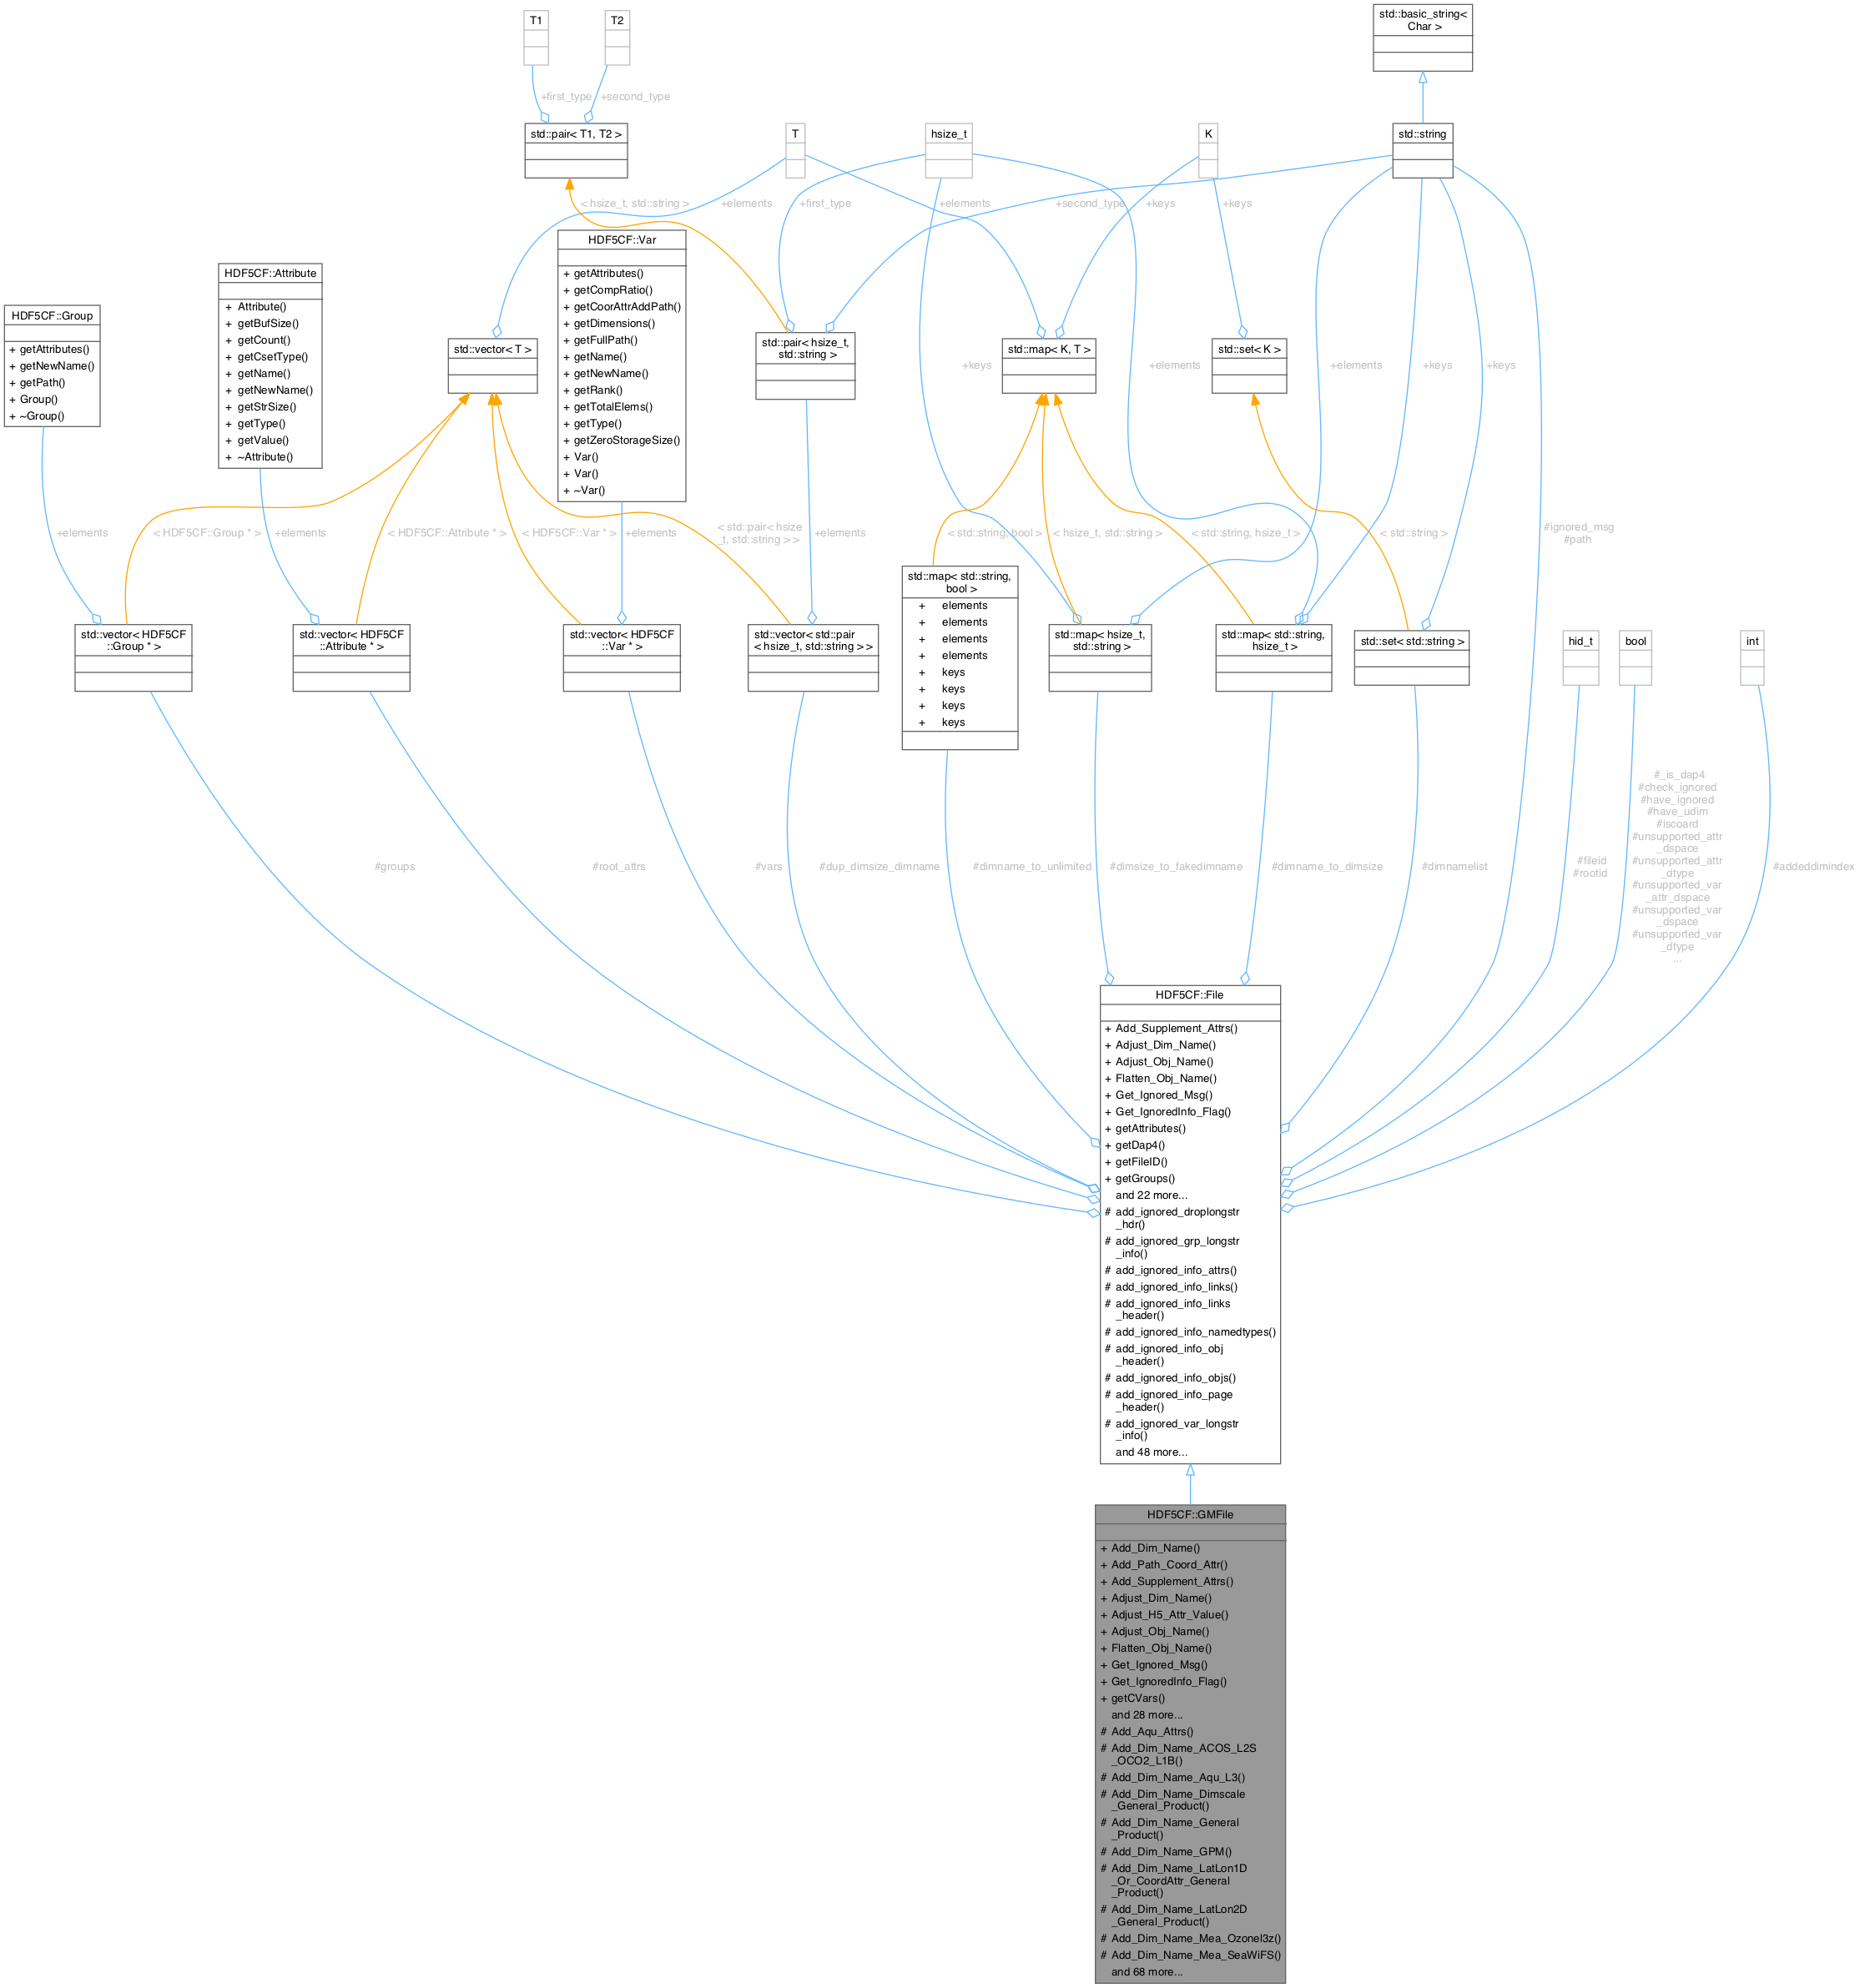 T1
T2
std::basic_string<
Char >
+first_type
+second_type
std::pair< T1, T2 >
T
hsize_t
K
std::string
< hsize_t, std::string >
+elements
+first_type
+elements
+second_type
+keys
+keys
HDF5CF::Var
+ getAttributes()
+ getCompRatio()
+ getCoorAttrAddPath()
+ getDimensions()
+ getFullPath()
+ getName()
+ getNewName()
+ getRank()
+ getTotalElems()
+ getType()
+ getZeroStorageSize()
+ Var()
+ Var()
+ ~Var()
HDF5CF::Attribute
+ Attribute()
+ getBufSize()
+ getCount()
+ getCsetType()
+ getName()
+ getNewName()
+ getStrSize()
+ getType()
+ getValue()
+ ~Attribute()
HDF5CF::Group
+ getAttributes()
+ getNewName()
+ getPath()
+ Group()
+ ~Group()
std::vector< T >
std::pair< hsize_t,
std::string >
std::map< K, T >
std::set< K >
+keys
+elements
+elements
+keys
+keys
+elements
< HDF5CF::Group * >
+elements
< HDF5CF::Attribute * >
< HDF5CF::Var * >
+elements
< std::pair< hsize
_t, std::string >>
+elements
< std::string, bool >
< hsize_t, std::string >
< std::string, hsize_t >
< std::string >
#ignored_msg
#path
std::vector< HDF5CF
::Group * >
std::vector< HDF5CF
::Attribute * >
std::vector< HDF5CF
::Var * >
std::vector< std::pair
< hsize_t, std::string >>
std::map< std::string,
bool >
+ elements
+ elements
+ elements
+ elements
+ keys
+ keys
+ keys
+ keys
std::map< hsize_t,
std::string >
std::map< std::string,
hsize_t >
std::set< std::string >
hid_t
bool
int
#groups
#root_attrs
#vars
#dup_dimsize_dimname
#dimname_to_unlimited
#dimsize_to_fakedimname
#dimname_to_dimsize
#dimnamelist
#fileid
#rootid
#_is_dap4
#check_ignored
#have_ignored
#have_udim
#iscoard
#unsupported_attr
_dspace
#unsupported_attr
_dtype
#unsupported_var
_attr_dspace
#unsupported_var
_dspace
#unsupported_var
_dtype
...
#addeddimindex
HDF5CF::File
+ Add_Supplement_Attrs()
+ Adjust_Dim_Name()
+ Adjust_Obj_Name()
+ Flatten_Obj_Name()
+ Get_Ignored_Msg()
+ Get_IgnoredInfo_Flag()
+ getAttributes()
+ getDap4()
+ getFileID()
+ getGroups()
and 22 more...
# add_ignored_droplongstr
_hdr()
# add_ignored_grp_longstr
_info()
# add_ignored_info_attrs()
# add_ignored_info_links()
# add_ignored_info_links
_header()
# add_ignored_info_namedtypes()
# add_ignored_info_obj
_header()
# add_ignored_info_objs()
# add_ignored_info_page
_header()
# add_ignored_var_longstr
_info()
and 48 more...
HDF5CF::GMFile
+ Add_Dim_Name()
+ Add_Path_Coord_Attr()
+ Add_Supplement_Attrs()
+ Adjust_Dim_Name()
+ Adjust_H5_Attr_Value()
+ Adjust_Obj_Name()
+ Flatten_Obj_Name()
+ Get_Ignored_Msg()
+ Get_IgnoredInfo_Flag()
+ getCVars()
and 28 more...
# Add_Aqu_Attrs()
# Add_Dim_Name_ACOS_L2S
_OCO2_L1B()
# Add_Dim_Name_Aqu_L3()
# Add_Dim_Name_Dimscale
_General_Product()
# Add_Dim_Name_General
_Product()
# Add_Dim_Name_GPM()
# Add_Dim_Name_LatLon1D
_Or_CoordAttr_General
_Product()
# Add_Dim_Name_LatLon2D
_General_Product()
# Add_Dim_Name_Mea_Ozonel3z()
# Add_Dim_Name_Mea_SeaWiFS()
and 68 more...